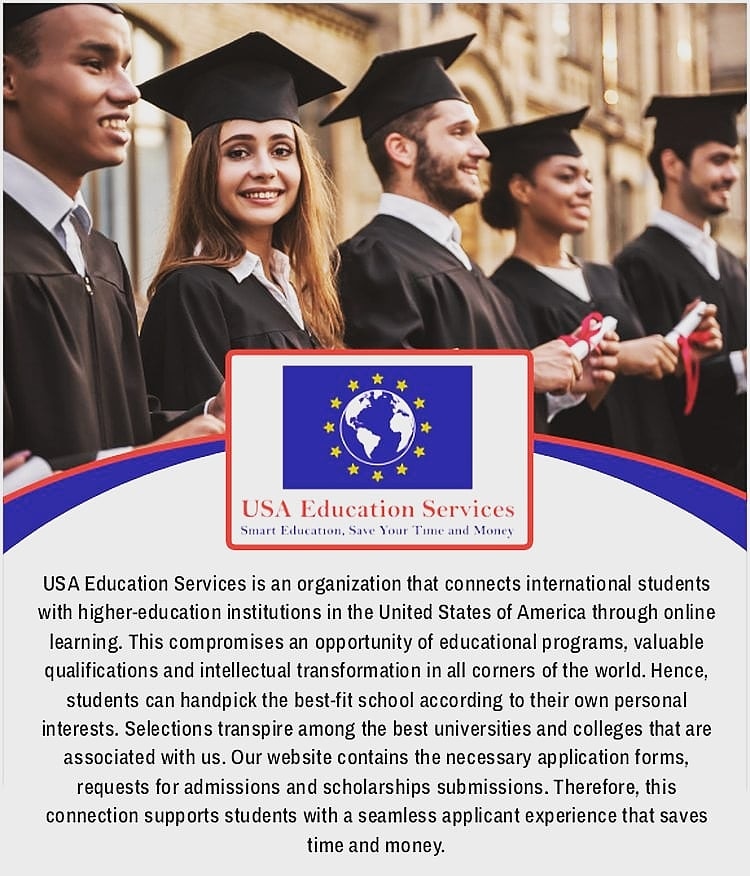 USA Education Services
Smart Education, Save Your Time and Money
USA Education Services is an organization that connects international students
with higher-education institutions in the United States of America through online
learning. This compromises an opportunity of educational programs, valuable
qualifications and intellectual transformation in all corners of the world. Hence,
students can handpick the best-fit school according to their own personal
interests. Selections transpire among the best universities and colleges that are
associated with us. Our website contains the necessary application forms,
requests for admissions and scholarships submissions. Therefore, this
connection supports students with a seamless applicant experience that saves
time and money.